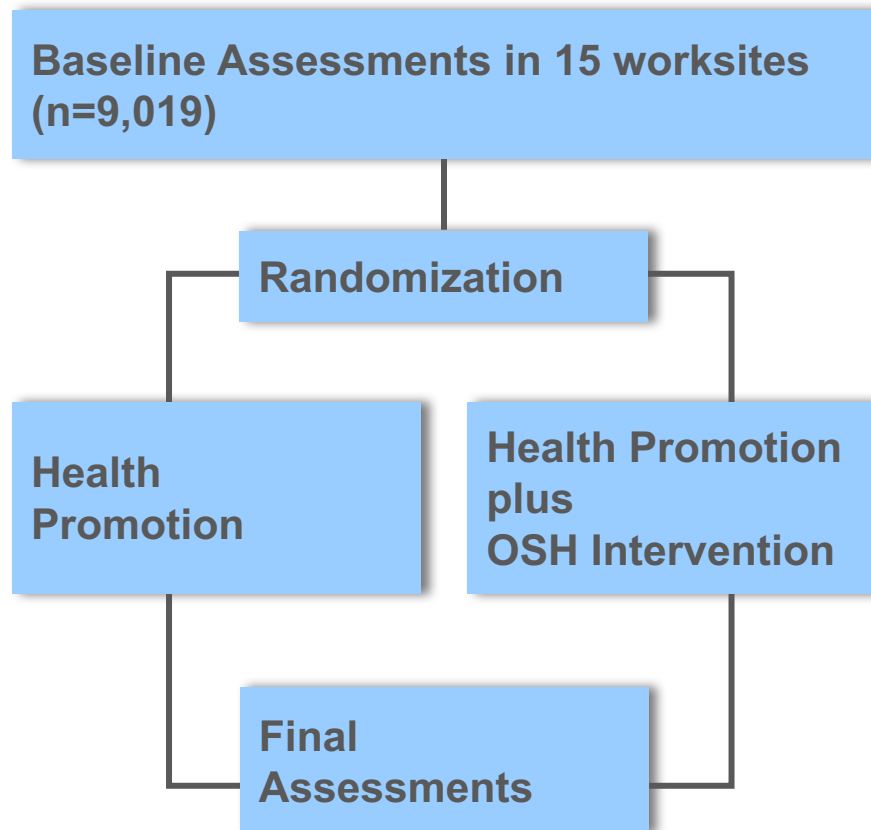 Baseline Assessments in 15 worksites
(n=9,019)
Randomization
Health
Promotion
Health Promotion
plus
OSH Intervention
Final
Assessments